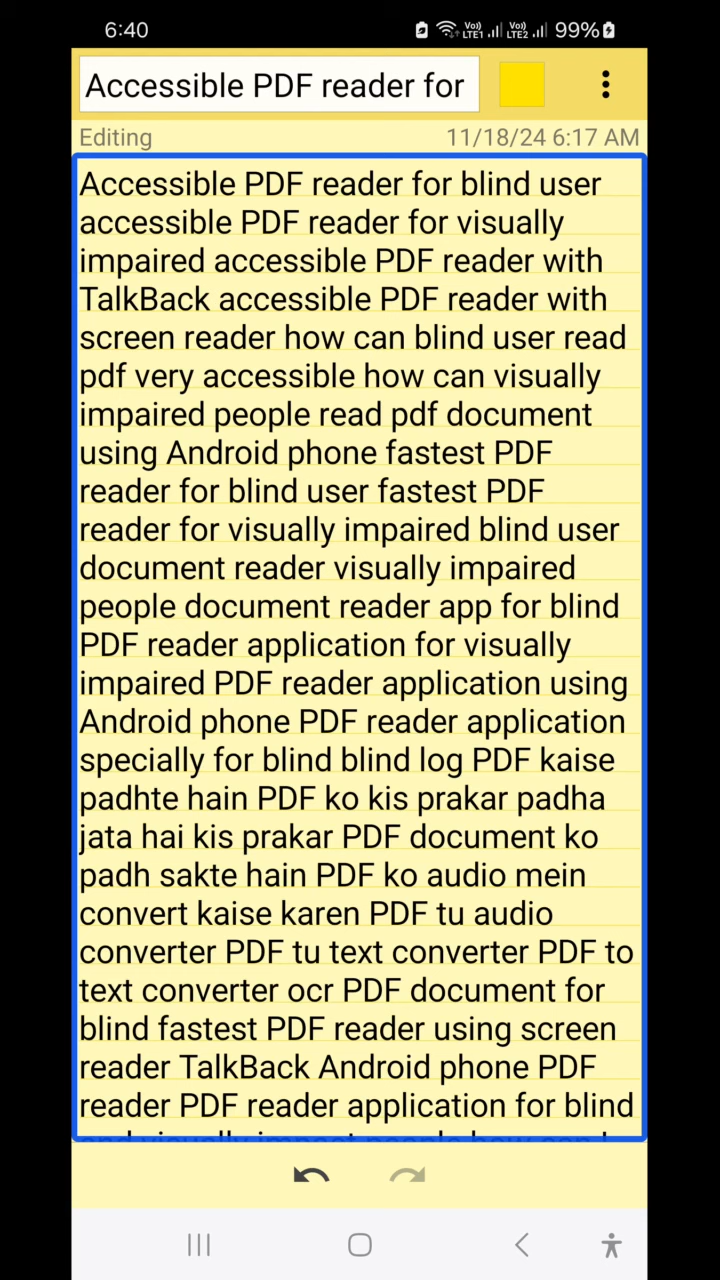 6:40
Vo)) LTE1 Vo)) LTE2 99%
Accessible PDF reader for
Editing 11/18/24 6:17 AM
Accessible PDF reader for blind user
accessible PDF reader for visually
impaired accessible PDF reader with
TalkBack accessible PDF reader with
screen reader how can blind user read
pdf very accessible how can visually
impaired people read pdf document
using Android phone fastest PDF
reader for blind user fastest PDF
reader for visually impaired blind user
document reader visually impaired
people document reader app for blind
PDF reader application for visually
impaired PDF reader application using
Android phone PDF reader application
specially for blind blind log PDF kaise
padhte hain PDF ko kis prakar padha
jata hai kis prakar PDF document ko
padh sakte hain PDF ko audio mein
convert kaise karen PDF tu audio
converter PDF tu text converter PDF to
text converter ocr PDF document for
blind fastest PDF reader using screen
reader TalkBack Android phone PDF
reader PDF reader application for blind